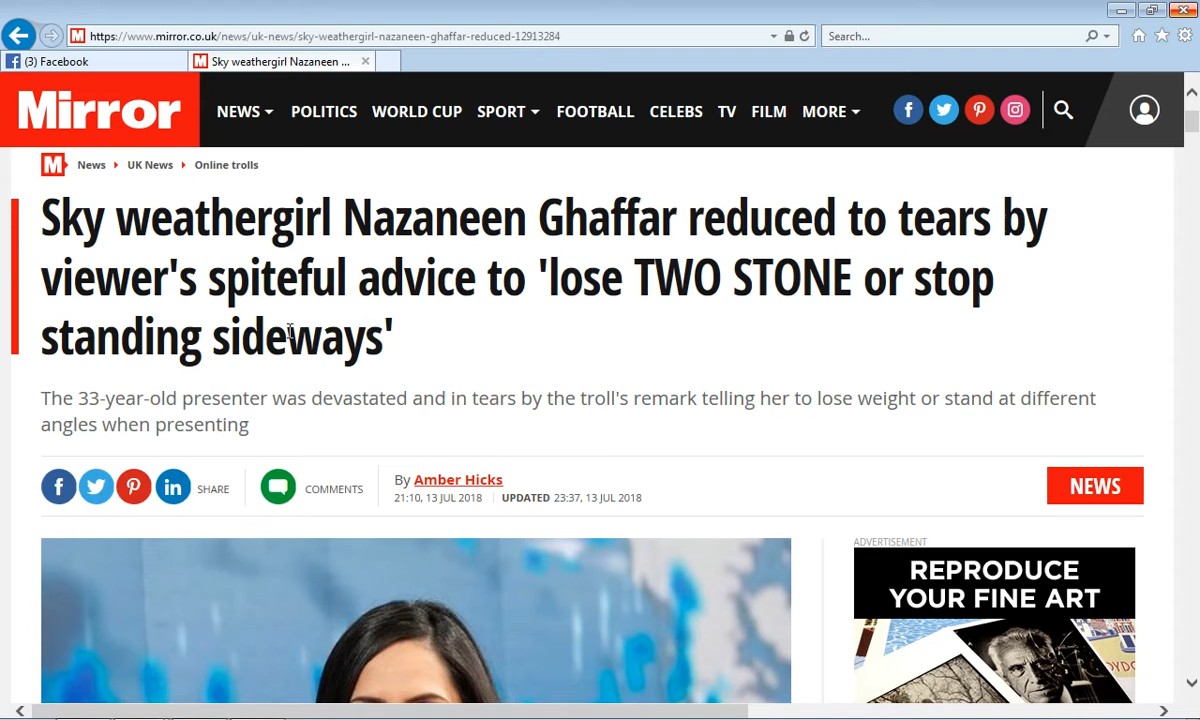 https://www.mirror.co.uk/news/uk-news/sky-weathergirl-nazaneen-ghaffar-reduced-12913284
Search...
(3) Facebook
Sky weathergirl Nazaneen ...
Mirror
NEWS POLITICS WORLD CUP SPORT FOOTBALL CELEBS TV FILM MORE
M News UK News Online trolls
Sky weathergirl Nazaneen Ghaffar reduced to tears by
viewer's spiteful advice to 'lose TWO STONE or stop
standing sideways'
The 33-year-old presenter was devastated and in tears by the troll's remark telling her to lose weight or stand at different
angles when presenting
SHARE
COMMENTS
By Amber Hicks
21:10, 13 JUL 2018 UPDATED 23:37, 13 JUL 2018
NEWS
ADVERTISEMENT
REPRODUCE
YOUR FINE ART